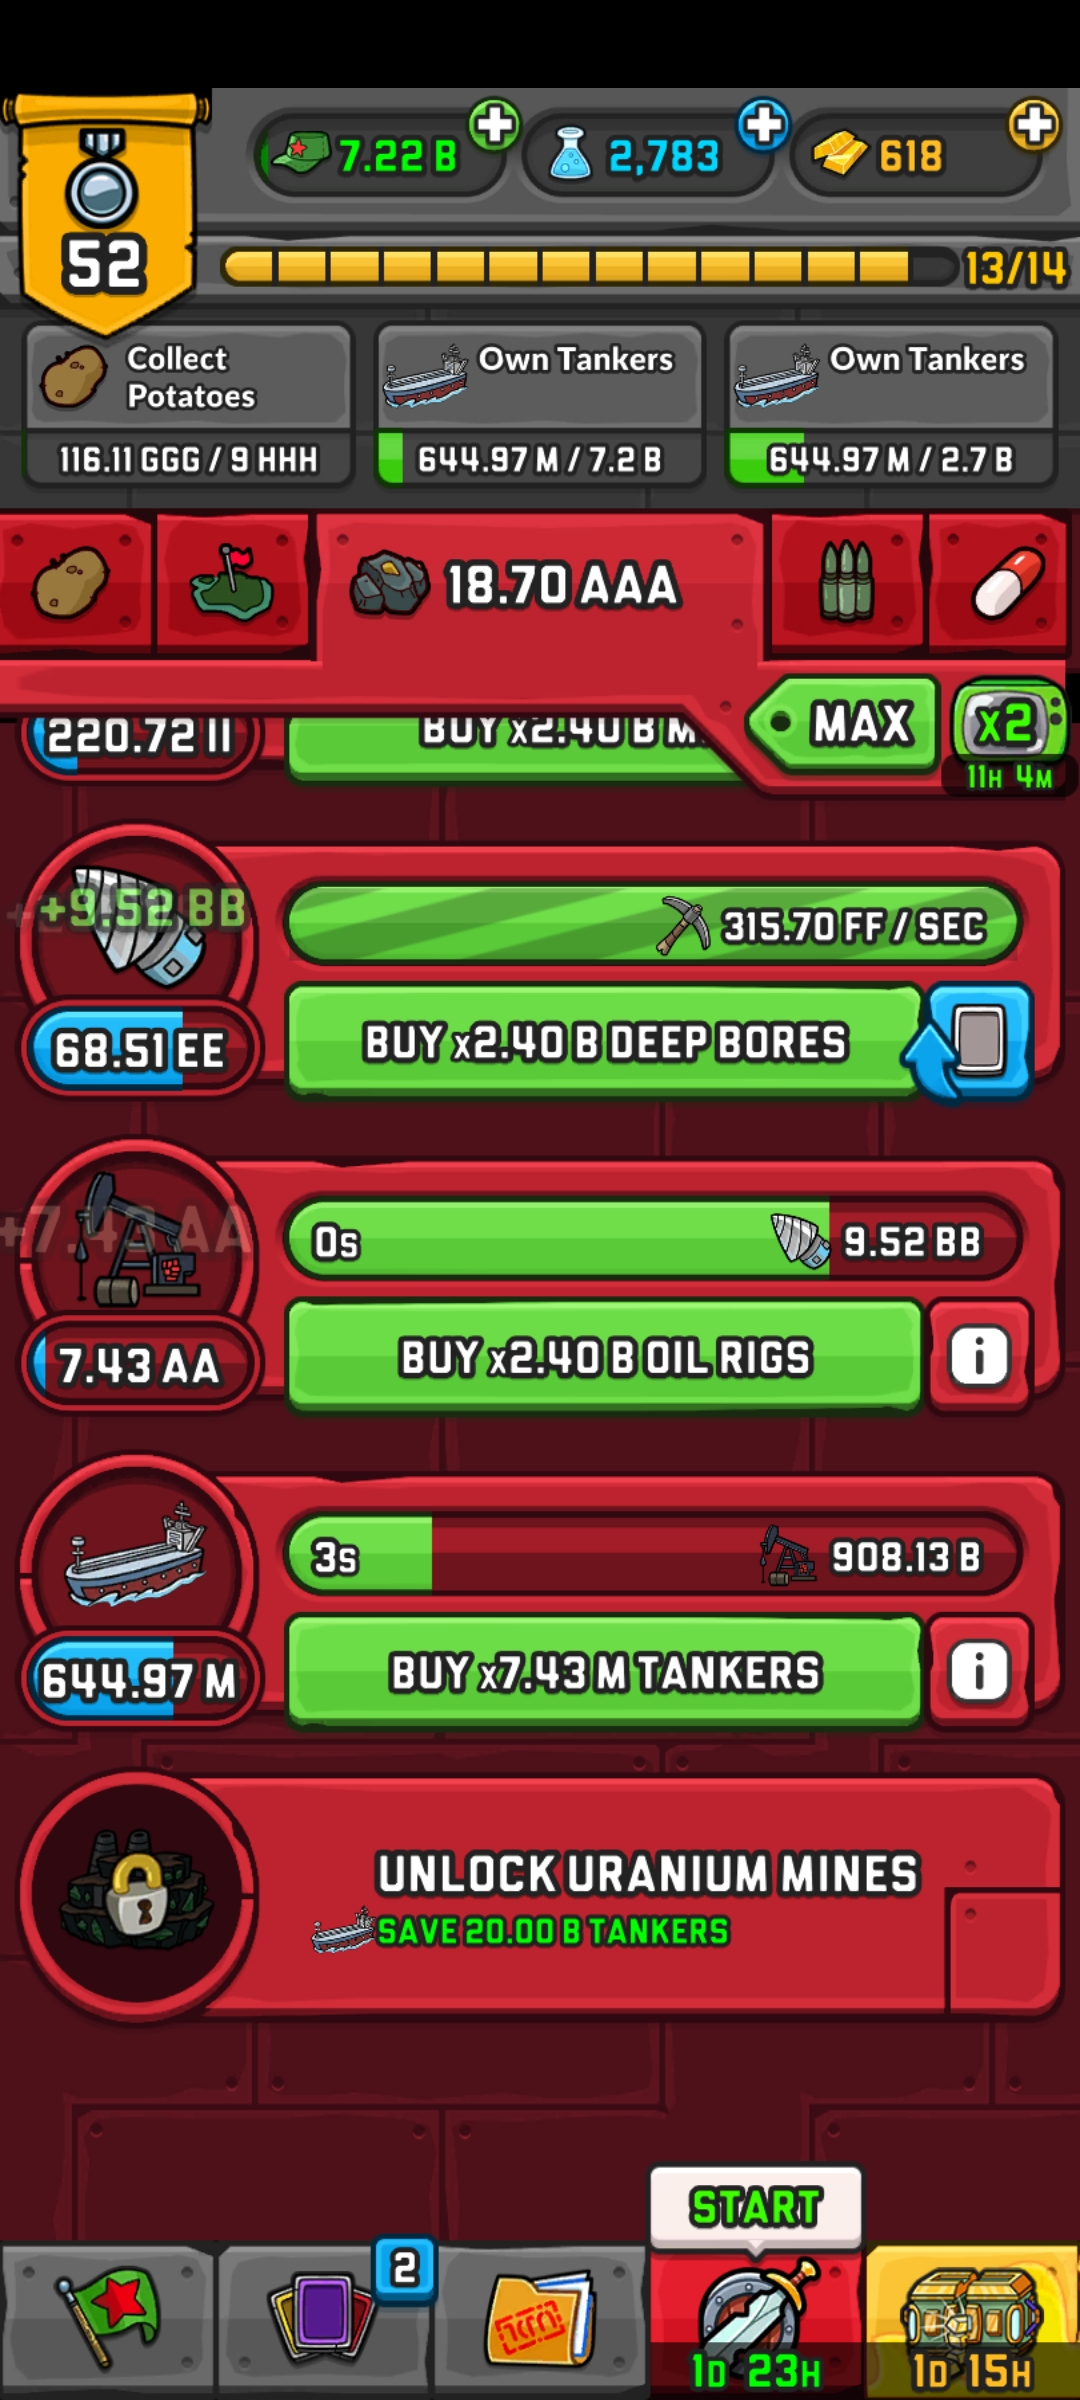 7.22 B
2,783
618
52
13/14
Collect
Potatoes
116.11 GGG / 9 HHH
Own Tankers
644.97 M / 7.2 B
Own Tankers
644.97 M / 2.7 B
18.70 AAA
MAX
x2
11H 4M
220.72 II
BUY x2.40 B
+9.52 BB
315.70 FF / SEC
68.51 EE
BUY x2.40 B DEEP BORES
+7.43 AA
0s
9.52 BB
7.43 AA
BUY x2.40 B OIL RIGS
i
3s
908.13 B
644.97 M
BUY x7.43 M TANKERS
i
UNLOCK URANIUM MINES
SAVE 20.00 B TANKERS
START
2
1D 23H
1D 15H